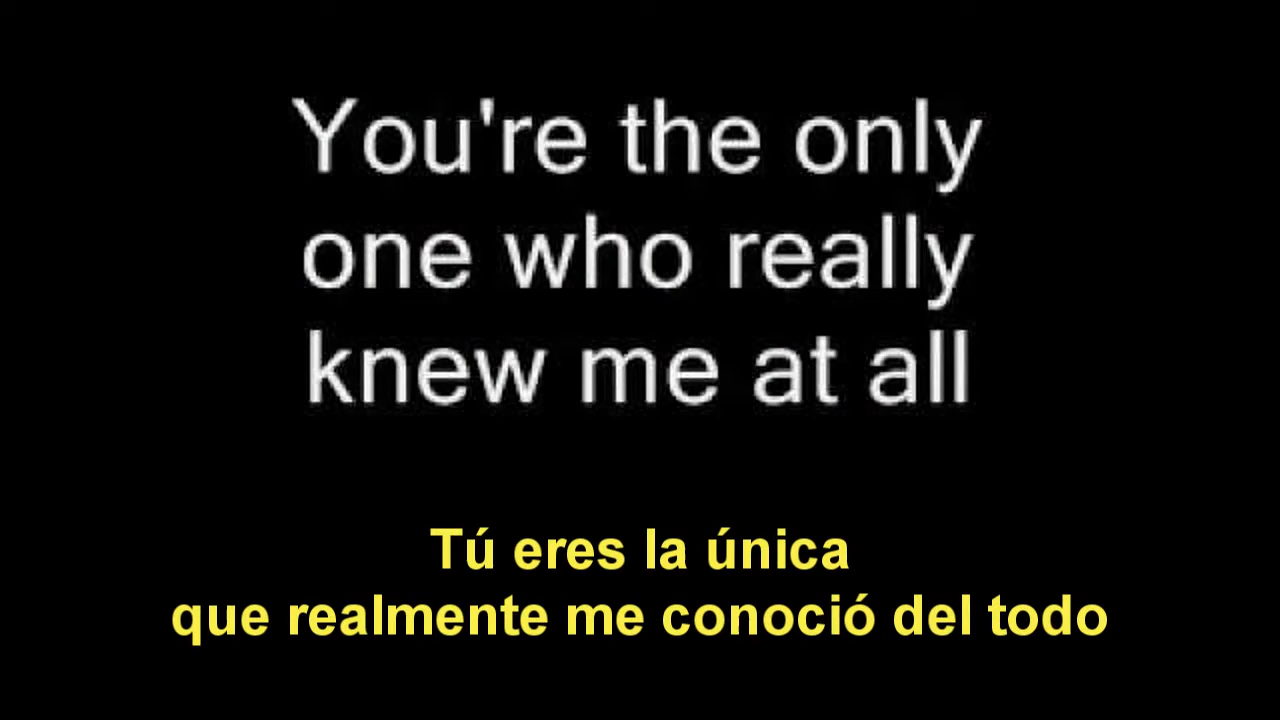 You're the only
one who really
knew me at all
Tú eres la única
que realmente me conoció del todo